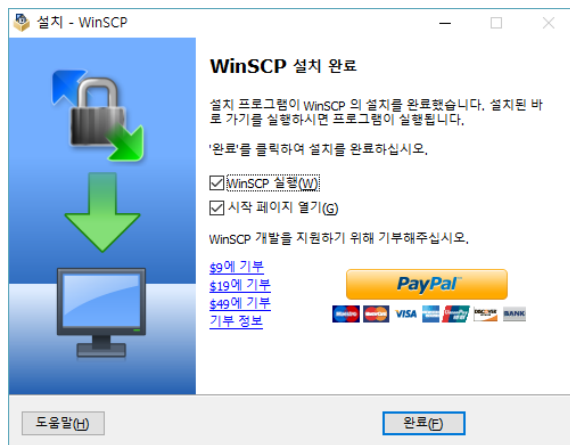 설치 - WinSCP
WinSCP 설치 완료
설치 프로그램이 WinSCP 의 설치를 완료했습니다. 설치된 바
로 가기를 실행하시면 프로그램이 실행됩니다.
'완료'를 클릭하여 설치를 완료하십시오.
WinSCP 실행(W)
시작 페이지 열기(G)
WinSCP 개발을 지원하기 위해 기부해주십시오.
$9에 기부
$19에 기부
$49에 기부
기부 정보
PayPal
VISA BANK
도움말(H)
완료(F)